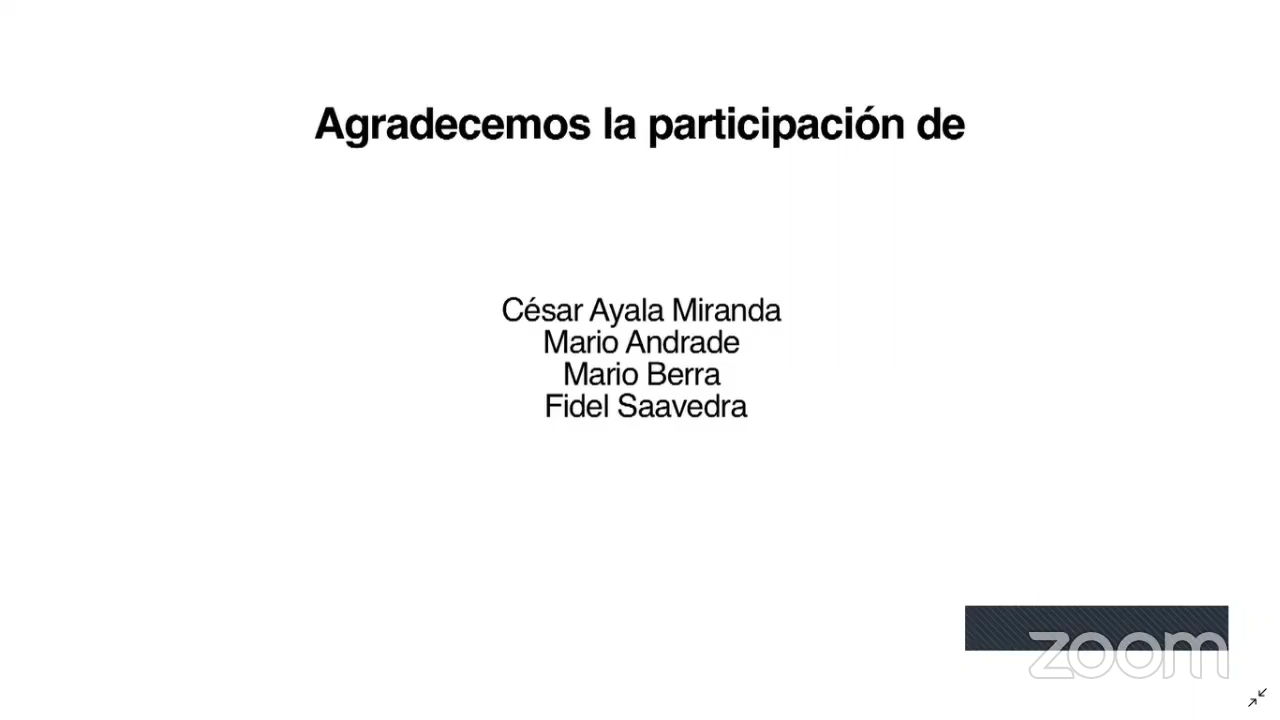 Agradecemos la participación de
César Ayala Miranda
Mario Andrade
Mario Berra
Fidel Saavedra
zoom